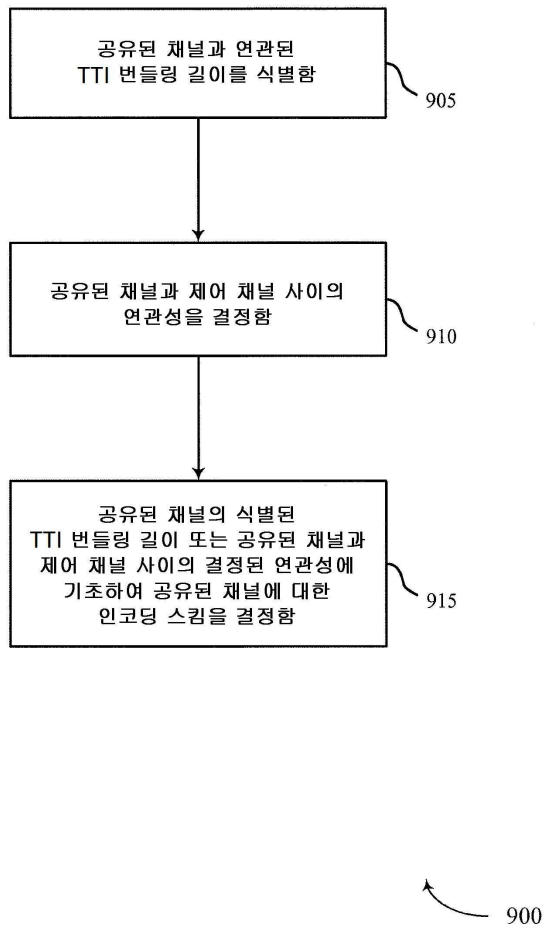 공유된 채널과 연관된
TTI 번들링 길이를 식별함
905
공유된 채널과 제어 채널 사이의
연관성을 결정함
910
공유된 채널의 식별된
TTI 번들링 길이 또는 공유된 채널과
제어 채널 사이의 결정된 연관성에
기초하여 공유된 채널에 대한
인코딩 스킴을 결정함
915
900